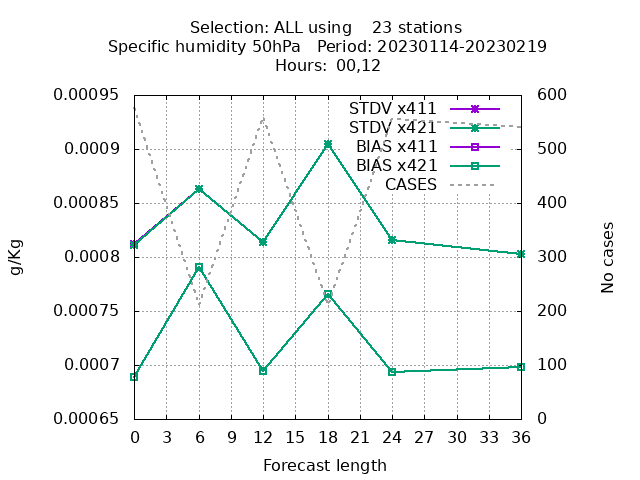 Selection: ALL using    23 stations
Specific humidity 50hPa   Period: 20230114-20230219
Hours: 00,12
0.00095
0.0009
0.00085
0.0008
0.00075
0.0007
0.00065
g/Kg
STDV x411
STDV x421
BIAS x411
BIAS x421
CASES
600
500
400
300
200
100
0
No cases
0 3 6 9 12 15 18 21 24 27 30 33 36
Forecast length